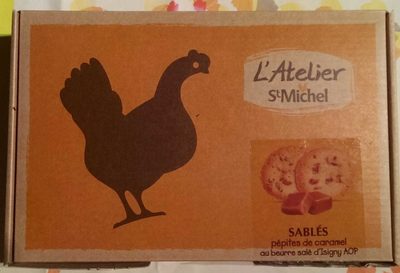 L'Atelier
St Michel
SABLÉS
pépites de caramel
au beurre salé d'Isigny AOP